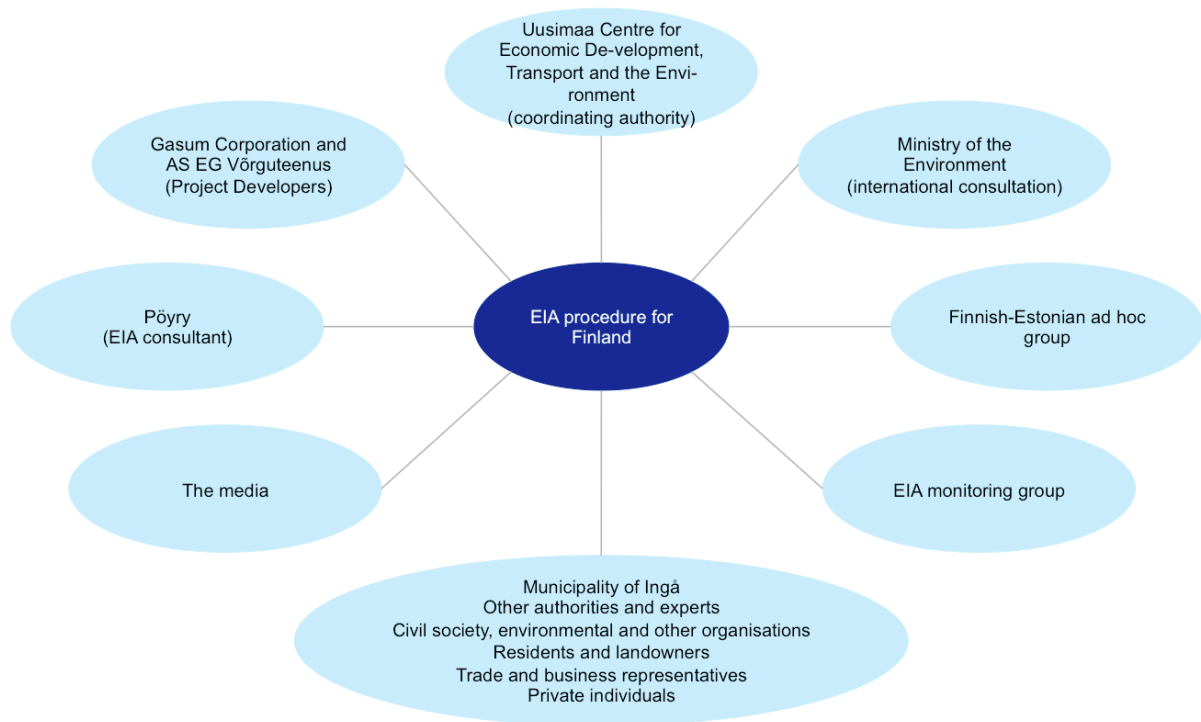 Uusimaa Centre for
Economic De-velopment,
Transport and the Envi-
ronment
(coordinating authority)
Gasum Corporation and
AS EG Võrguteenus
(Project Developers)
Ministry of the
Environment
(international consultation)
Pöyry
(EIA consultant)
EIA procedure for
Finland
Finnish-Estonian ad hoc
group
The media
EIA monitoring group
Municipality of Ingå
Other authorities and experts
Civil society, environmental and other organisations
Residents and landowners
Trade and business representatives
Private individuals